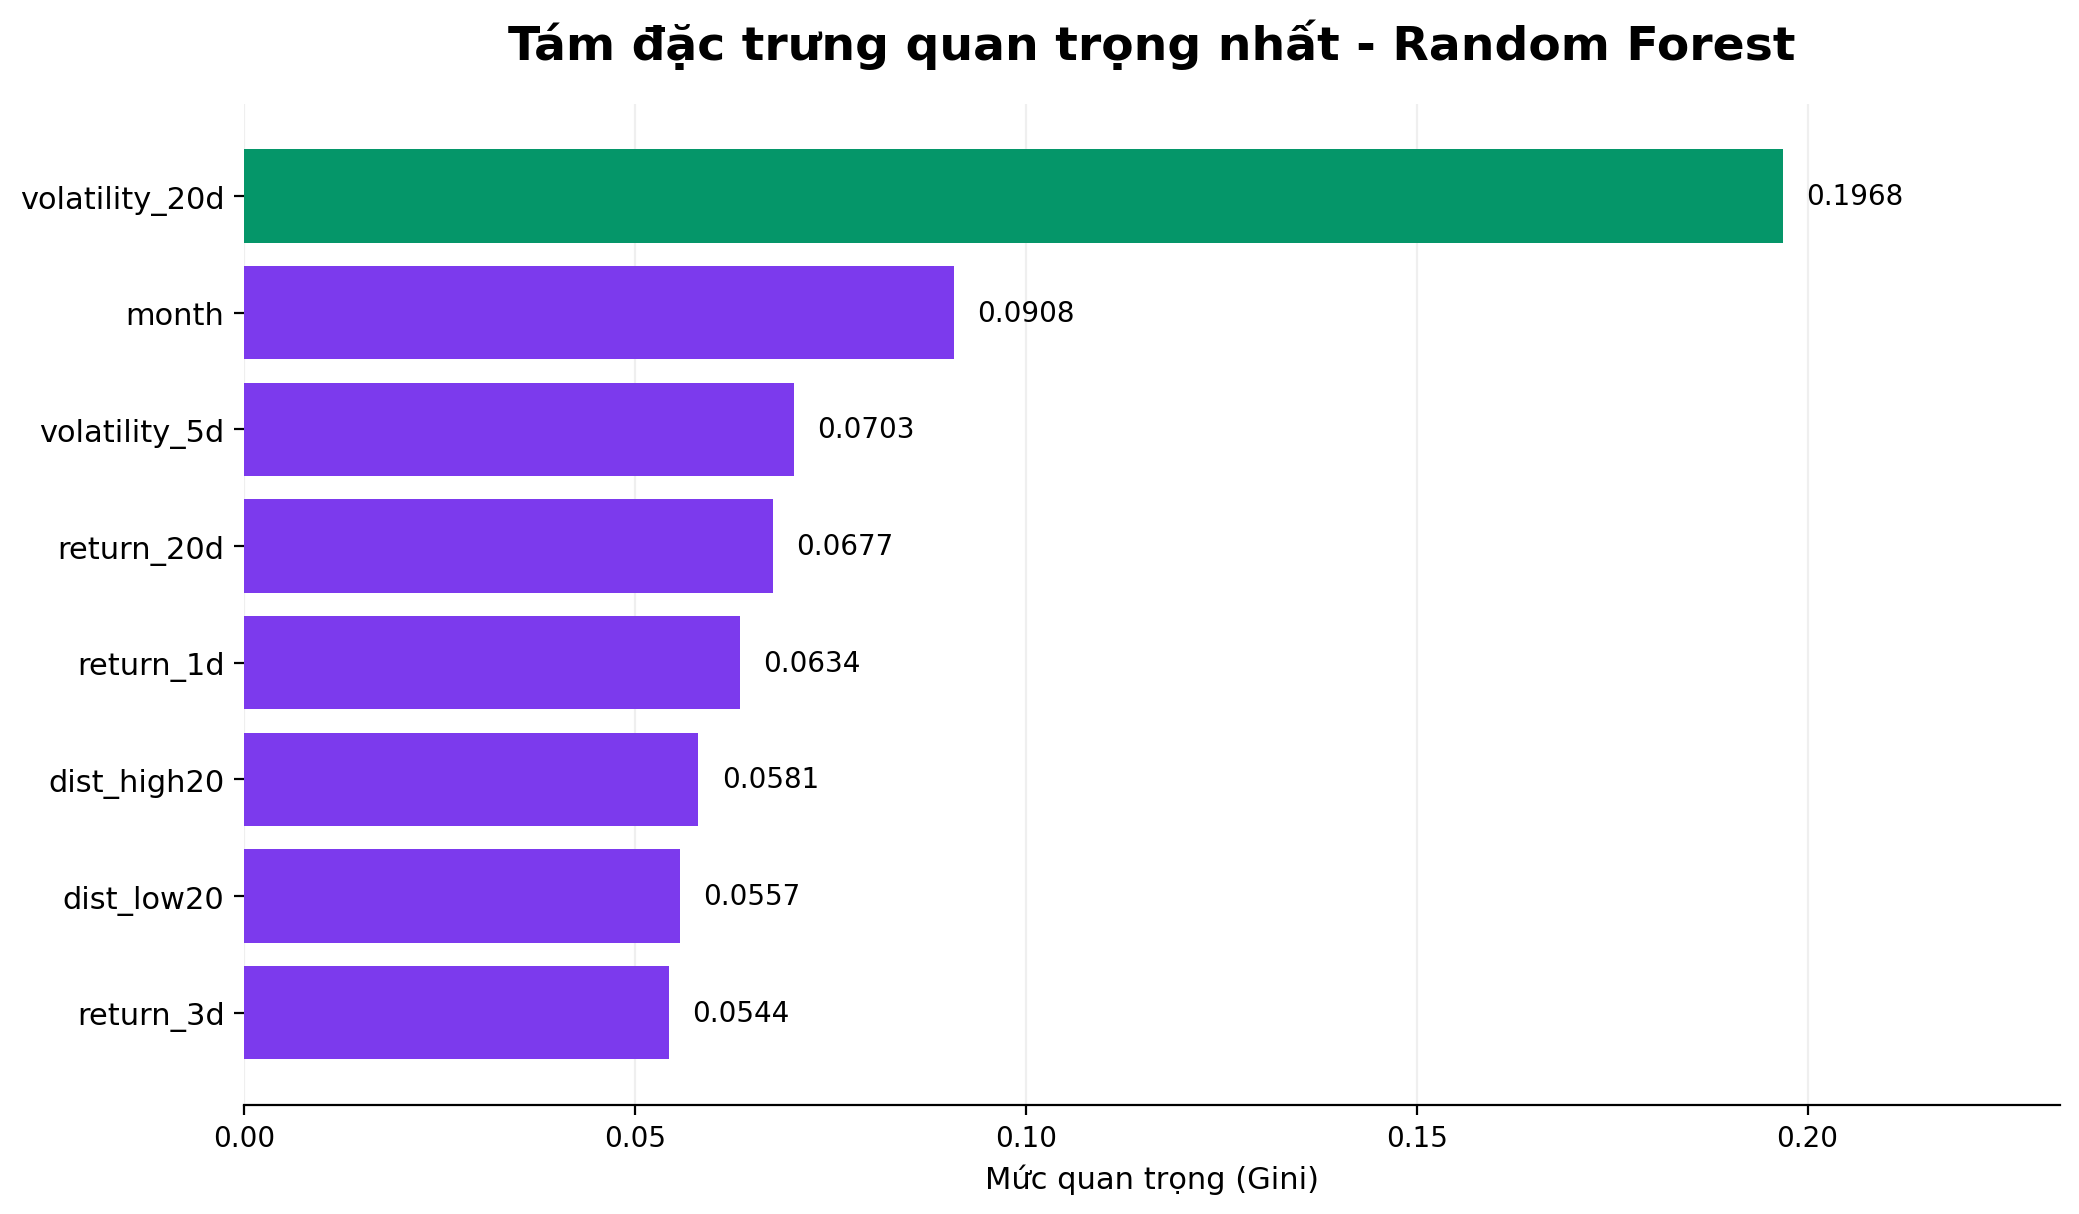 Tám đặc trưng quan trọng nhất - Random Forest
volatility_20d
0.1968
month
0.0908
volatility_5d
0.0703
return_20d
0.0677
return_1d
0.0634
dist_high20
0.0581
dist_low20
0.0557
return_3d
0.0544
0.00 0.05 0.10 0.15 0.20
Mức quan trọng (Gini)